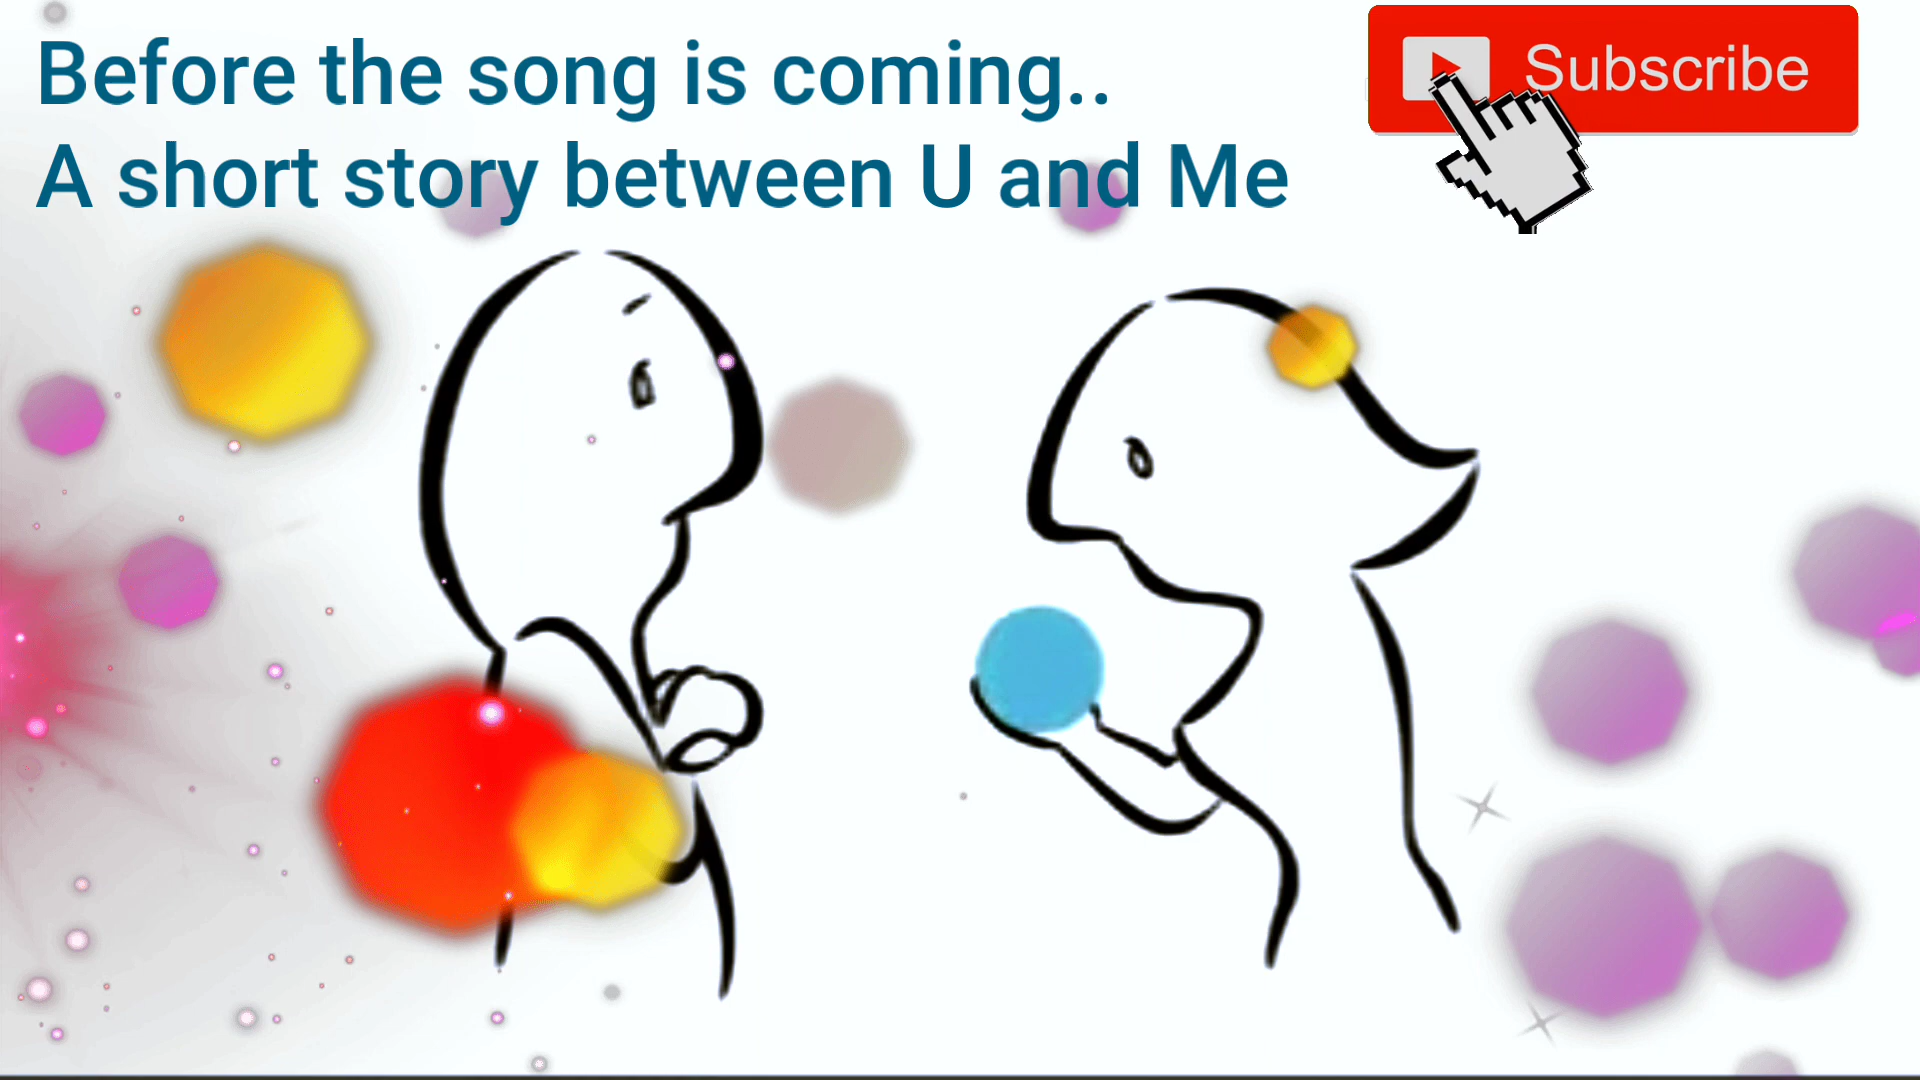 Before the song is coming..
A short story between U and Me
Subscribe